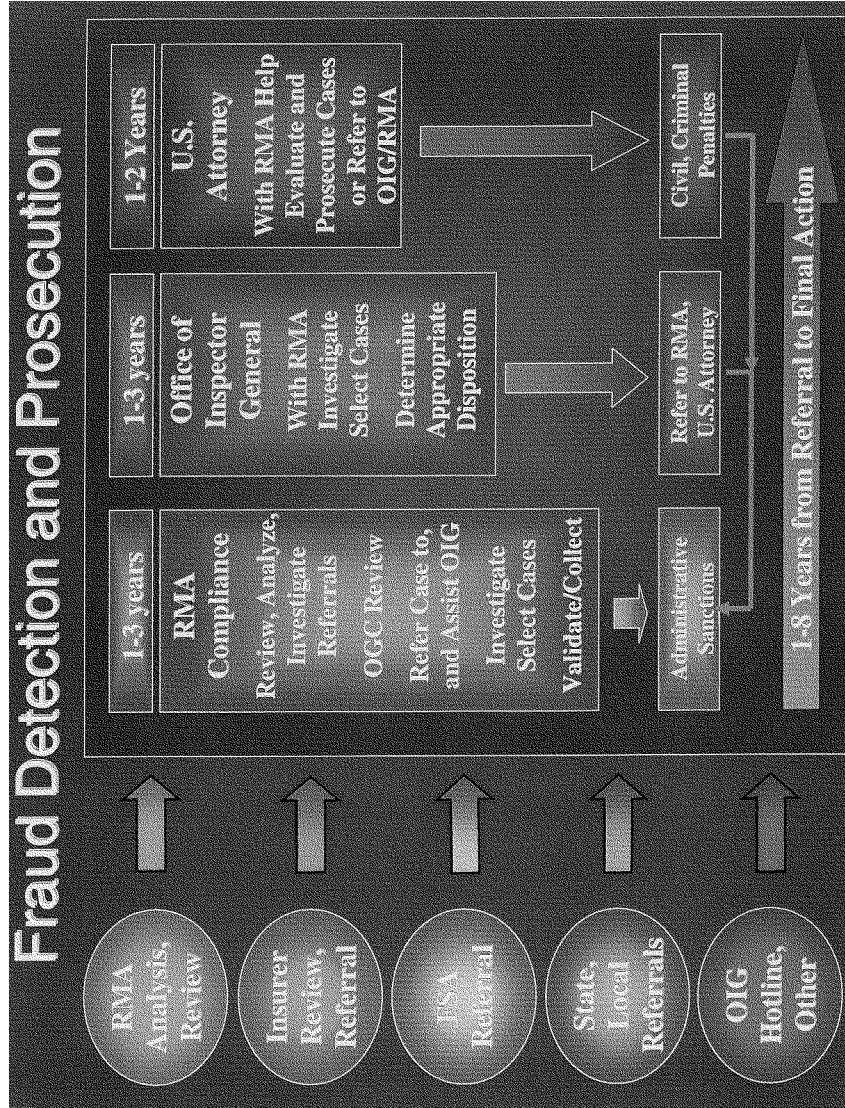 Fraud Detection and Prosecution
RMA
Analysis,
Review
Insurer
Review,
Referral
FSA
Referral
State,
Local
Referrals
OIG
Hotline,
Other
1-3 years
RMA
Compliance
Review, Analyze,
Investigate
Referrals
OGC Review
Refer Case to,
and Assist OIG
Investigate
Select Cases
Validate/Collect
Administrative
Sanctions
1-3 years
Office of
Inspector
General
With RMA
Investigate
Select Cases
Determine
Appropriate
Disposition
Refer to RMA,
U.S. Attorney
1-2 Years
U.S.
Attorney
With RMA Help
Evaluate and
Prosecute Cases
or Refer to
OIG/RMA
Civil, Criminal
Penalties
1-8 Years from Referral to Final Action